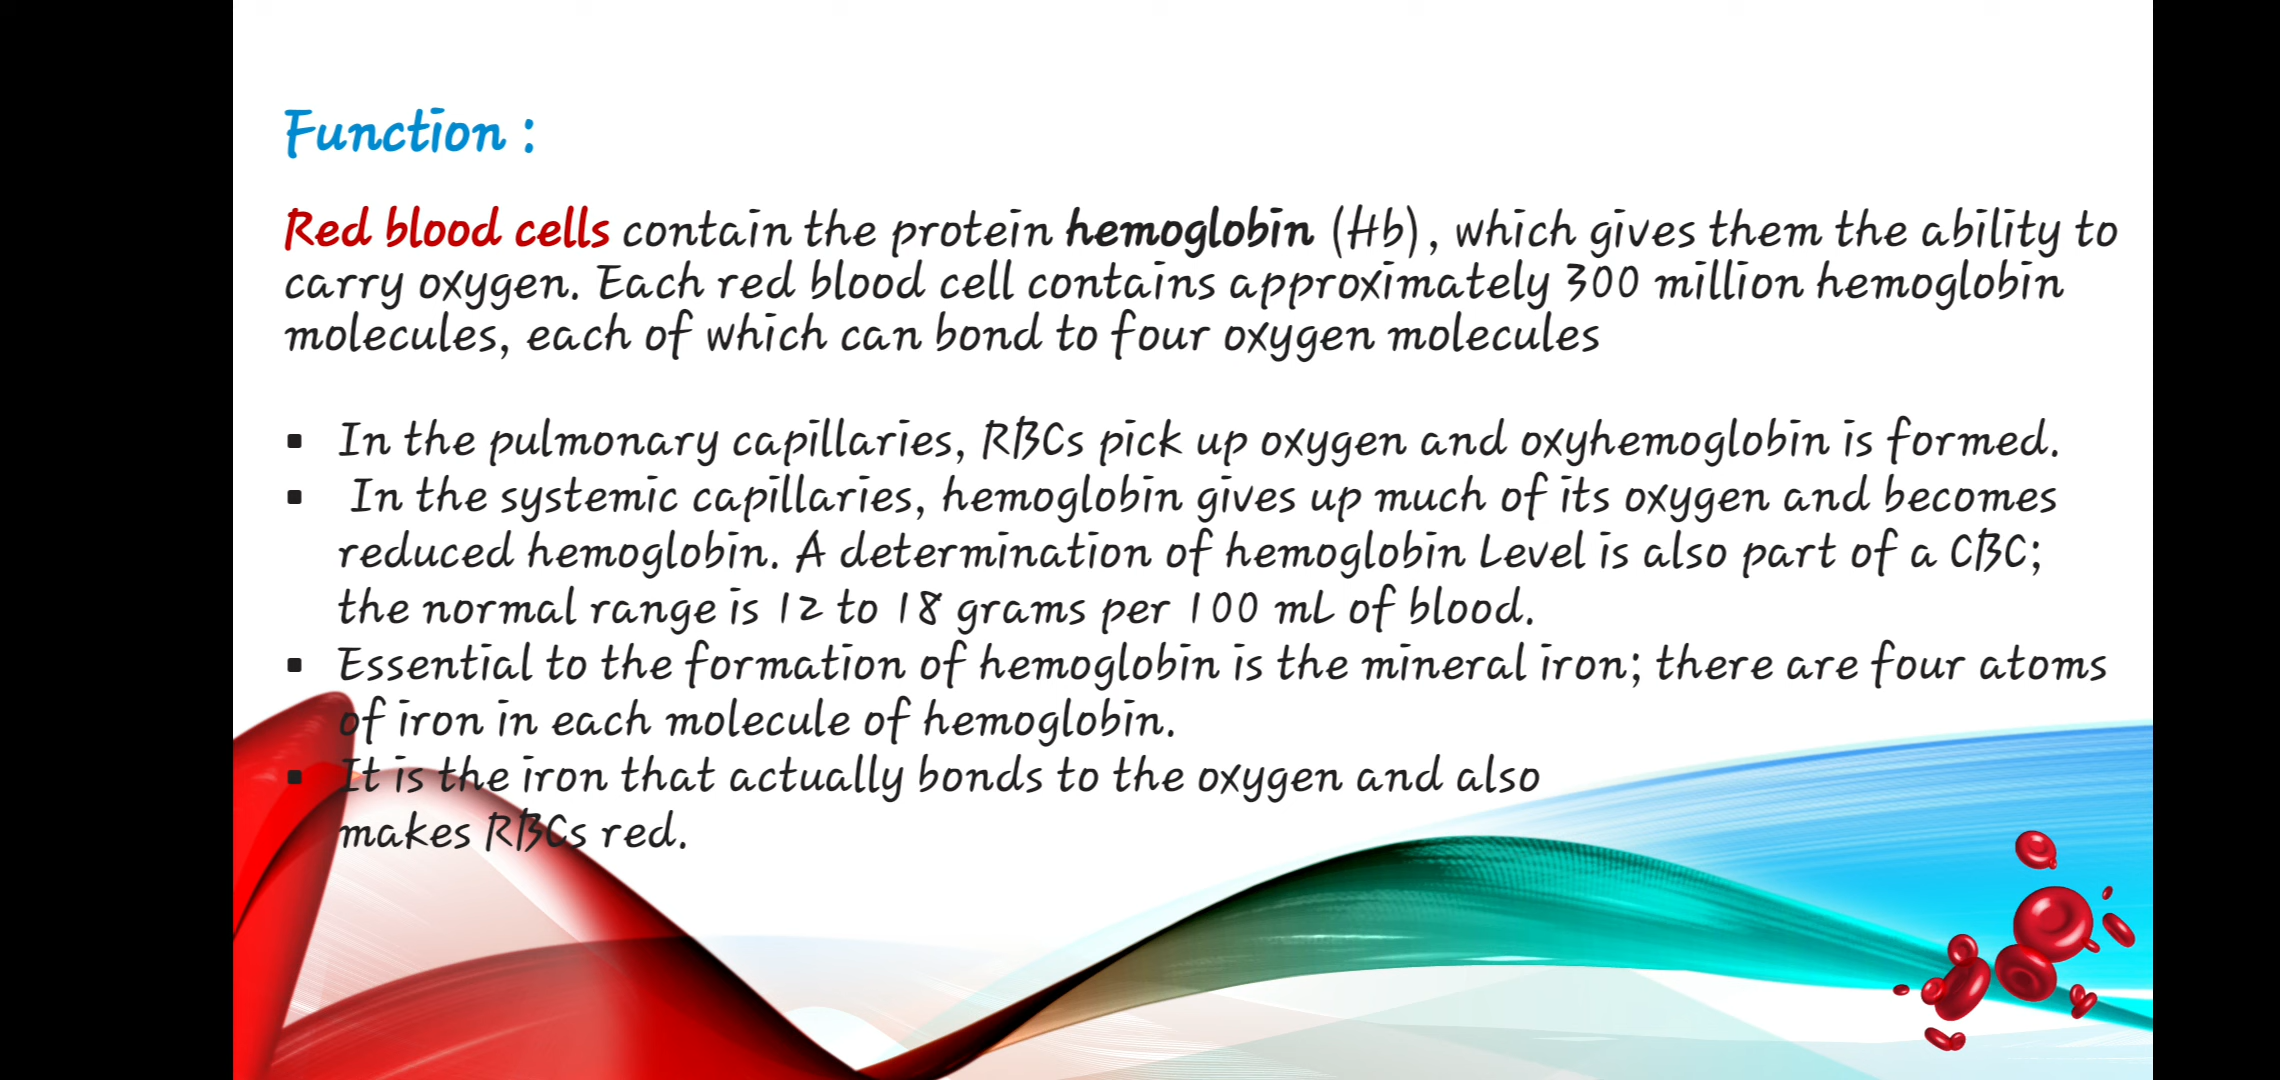 Function :
Red blood cells contain the protein hemoglobin (Hb), which gives them the ability to
carry oxygen. Each red blood cell contains approximately 300 million hemoglobin
molecules, each of which can bond to four oxygen molecules
▪ In the pulmonary capillaries, RBCs pick up oxygen and oxyhemoglobin is formed.
▪ In the systemic capillaries, hemoglobin gives up much of its oxygen and becomes
reduced hemoglobin. A determination of hemoglobin Level is also part of a CBC;
the normal range is 12 to 18 grams per 100 mL of blood.
▪ Essential to the formation of hemoglobin is the mineral iron; there are four atoms
of iron in each molecule of hemoglobin.
▪ It is the iron that actually bonds to the oxygen and also
makes RBCs red.